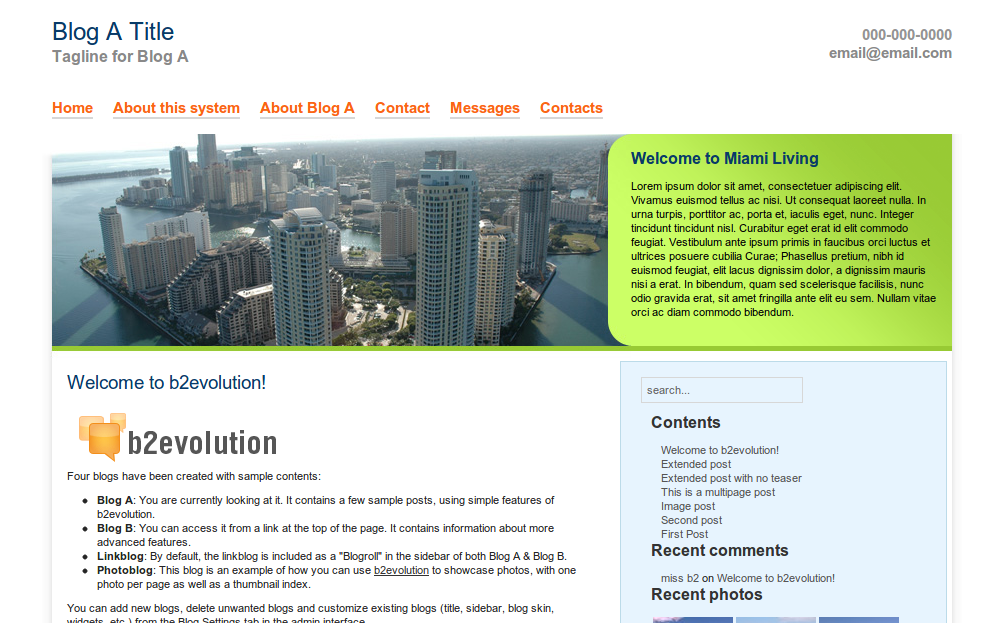 Blog A Title
Tagline for Blog A
000-000-0000
email@email.com
Home About this system About Blog A Contact Messages Contacts
Welcome to Miami Living
Lorem ipsum dolor sit amet, consectetuer adipiscing elit.
Vivamus euismod tellus ac nisi. Ut consequat laoreet nulla. In
urna turpis, porttitor ac, porta et, iaculis eget, nunc. Integer
tincidunt tincidunt nisl. Curabitur eget erat id elit commodo
feugiat. Vestibulum ante ipsum primis in faucibus orci luctus et
ultrices posuere cubilia Curae; Phasellus pretium, nibh id
euismod feugiat, elit lacus dignissim dolor, a dignissim mauris
nisi a erat. In bibendum, quam sed scelerisque facilisis, nunc
odio gravida erat, sit amet fringilla ante elit eu sem. Nullam vitae
orci ac diam commodo bibendum.
Welcome to b2evolution!
b2evolution
Four blogs have been created with sample contents:
• Blog A: You are currently looking at it. It contains a few sample posts, using simple features of
b2evolution.
• Blog B: You can access it from a link at the top of the page. It contains information about more
advanced features.
• Linkblog: By default, the linkblog is included as a "Blogroll" in the sidebar of both Blog A & Blog B.
• Photoblog: This blog is an example of how you can use b2evolution to showcase photos, with one
photo per page as well as a thumbnail index.
You can add new blogs, delete unwanted blogs and customize existing blogs (title, sidebar, blog skin,
widgets, etc.) from the Blog Settings tab in the admin interface.
search...
Contents
Welcome to b2evolution!
Extended post
Extended post with no teaser
This is a multipage post
Image post
Second post
First Post
Recent comments
miss b2 on Welcome to b2evolution!
Recent photos